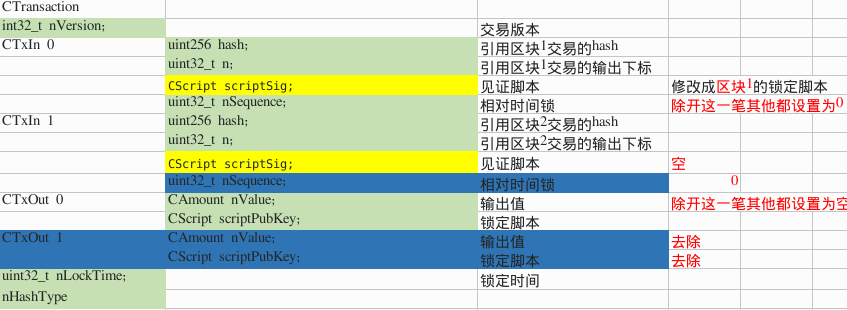 CTransaction
int32_t nVersion; 交易版本
CTxIn 0 uint256 hash; 引用区块1交易的hash
uint32_t n; 引用区块1交易的输出下标
CScript scriptSig; 见证脚本 修改成区块1的锁定脚本
uint32_t nSequence; 相对时间锁 除开这一笔其他都设置为0
CTxIn 1 uint256 hash; 引用区块2交易的hash
uint32_t n; 引用区块2交易的输出下标
CScript scriptSig; 见证脚本 空
uint32_t nSequence; 相对时间锁 0
CTxOut 0 CAmount nValue; 输出值 除开这一笔其他都设置为空
CScript scriptPubKey; 锁定脚本
CTxOut 1 CAmount nValue; 输出值 去除
CScript scriptPubKey; 锁定脚本 去除
uint32_t nLockTime; 锁定时间
nHashType